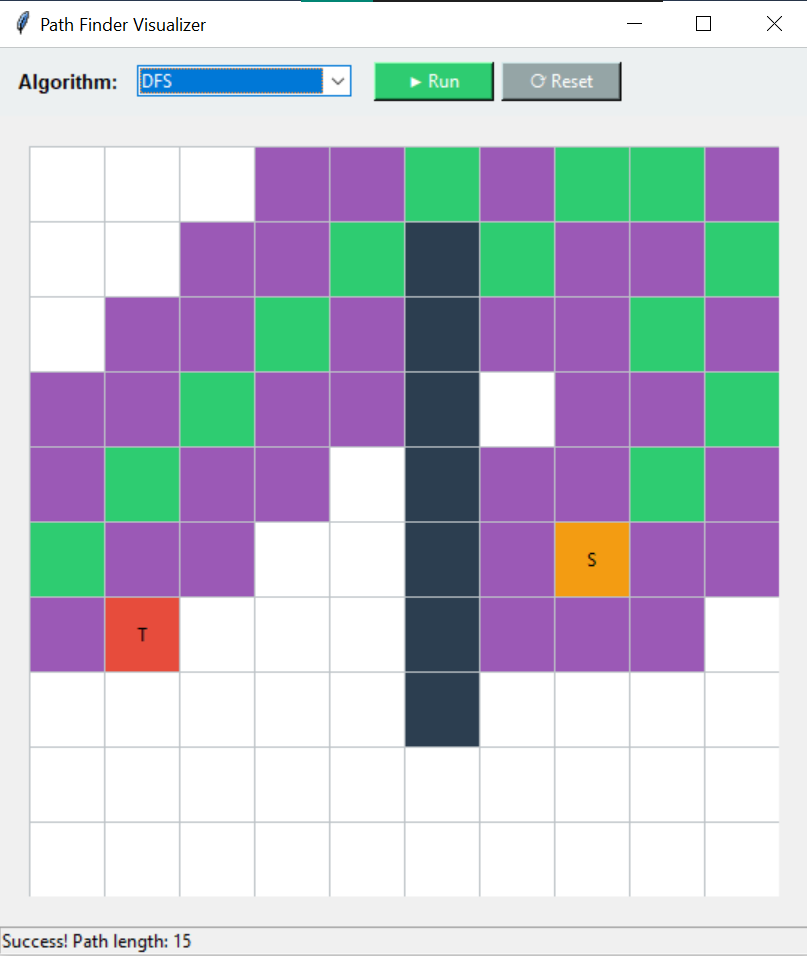 Path Finder Visualizer
Algorithm: DFS ► Run ⟳ Reset
S
T
Success! Path length: 15